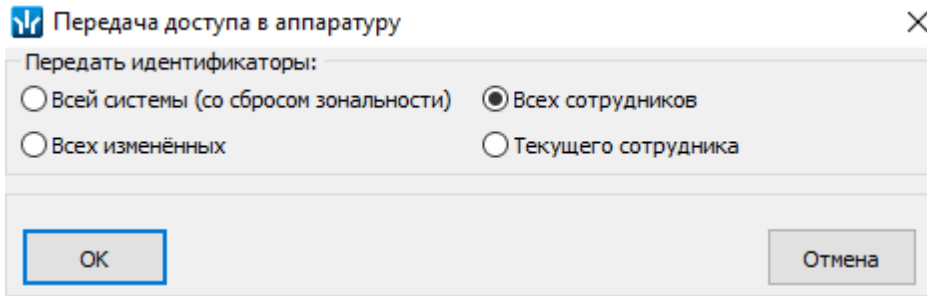 Передача доступа в аппаратуру
Передать идентификаторы:
Всей системы (со сбросом зональности) Всех сотрудников
Всех изменённых Текущего сотрудника
OK Отмена